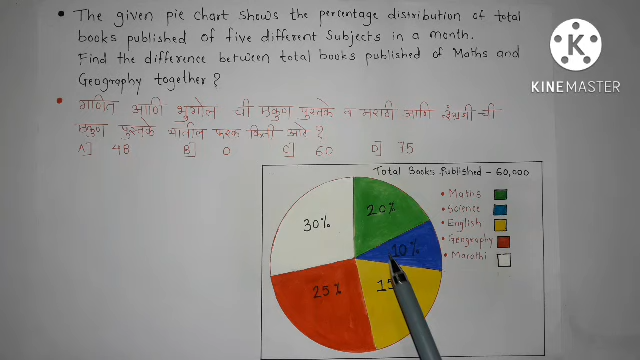 The given pie chart shows the percentage distribution of total
books published of five different Subjects in a month.
Find the difference between total books published of Maths and
Geography together?
गणित आणि भुगोल ची एकुण पुस्तके व मराठी आणि इंग्रजी ची
एकुण पुस्तके यातील फरक किती आहे?
A] 48 B] 0 C] 60 D] 75
Total Books Published - 60,000
Maths
Science
English
Geography
Marathi
20%
30%
10%
25%
15
K
KINEMASTER